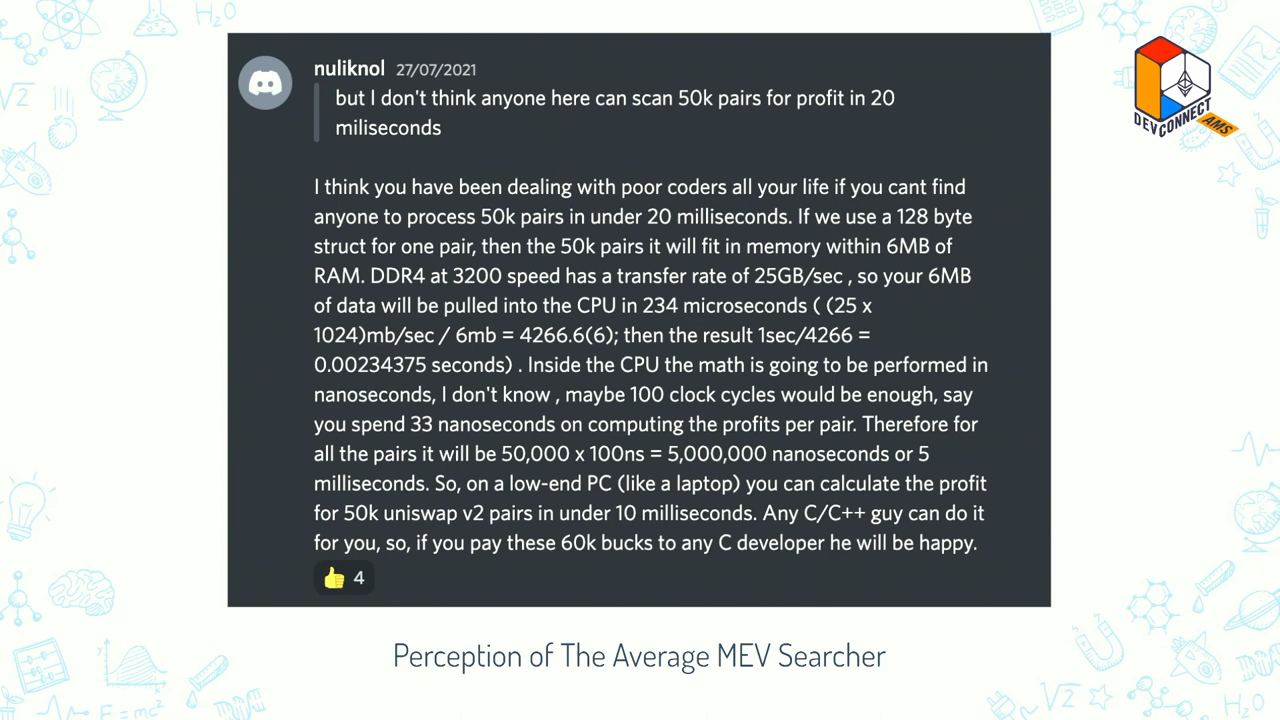 nuliknol 27/07/2021
but I don't think anyone here can scan 50k pairs for profit in 20
miliseconds
I think you have been dealing with poor coders all your life if you cant find
anyone to process 50k pairs in under 20 milliseconds. If we use a 128 byte
struct for one pair, then the 50k pairs it will fit in memory within 6MB of
RAM. DDR4 at 3200 speed has a transfer rate of 25GB/sec , so your 6MB
of data will be pulled into the CPU in 234 microseconds ( (25 x
1024)mb/sec / 6mb = 4266.6(6); then the result 1sec/4266 =
0.00234375 seconds) . Inside the CPU the math is going to be performed in
nanoseconds, I don't know , maybe 100 clock cycles would be enough, say
you spend 33 nanoseconds on computing the profits per pair. Therefore for
all the pairs it will be 50,000 x 100ns = 5,000,000 nanoseconds or 5
milliseconds. So, on a low-end PC (like a laptop) you can calculate the profit
for 50k uniswap v2 pairs in under 10 milliseconds. Any C/C++ guy can do it
for you, so, if you pay these 60k bucks to any C developer he will be happy.
👍 4
Perception of The Average MEV Searcher
DEVCONNECT
AMS
H₂O
√2
√2
E=mc²
√2
H₂O